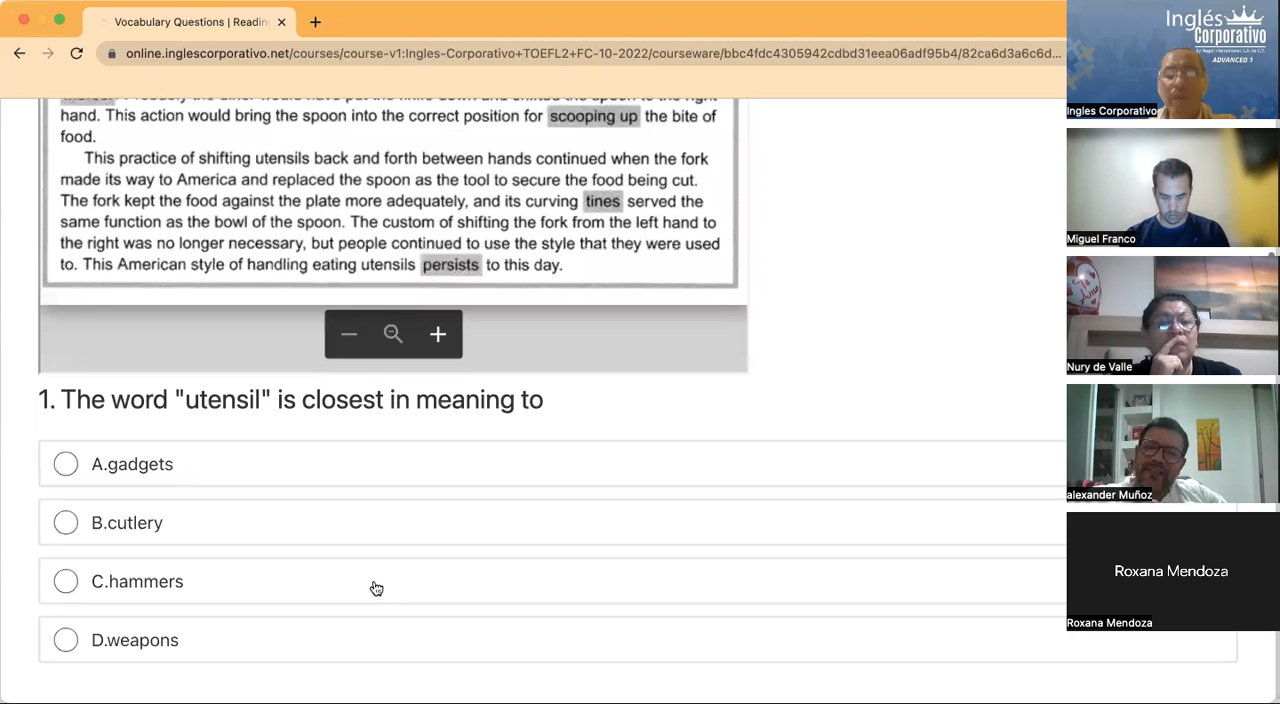 Vocabulary Questions | Readin
online.inglescorporativo.net/courses/course-v1:Ingles-Corporativo+TOEFL2+FC-10-2022/courseware/bbc4fdc4305942cdbd31eea06adf95b4/82ca6d3a6c6d...
hand. This action would bring the spoon into the correct position for scooping up the bite of
food.
This practice of shifting utensils back and forth between hands continued when the fork
made its way to America and replaced the spoon as the tool to secure the food being cut.
The fork kept the food against the plate more adequately, and its curving tines served the
same function as the bowl of the spoon. The custom of shifting the fork from the left hand to
the right was no longer necessary, but people continued to use the style that they were used
to. This American style of handling eating utensils persists to this day.
1. The word "utensil" is closest in meaning to
A.gadgets
B.cutlery
C.hammers
D.weapons
Inglés
Corporativo
ADVANCED 1
Ingles Corporativo
Miguel Franco
Nury de Valle
alexander Muñoz
Roxana Mendoza
Roxana Mendoza